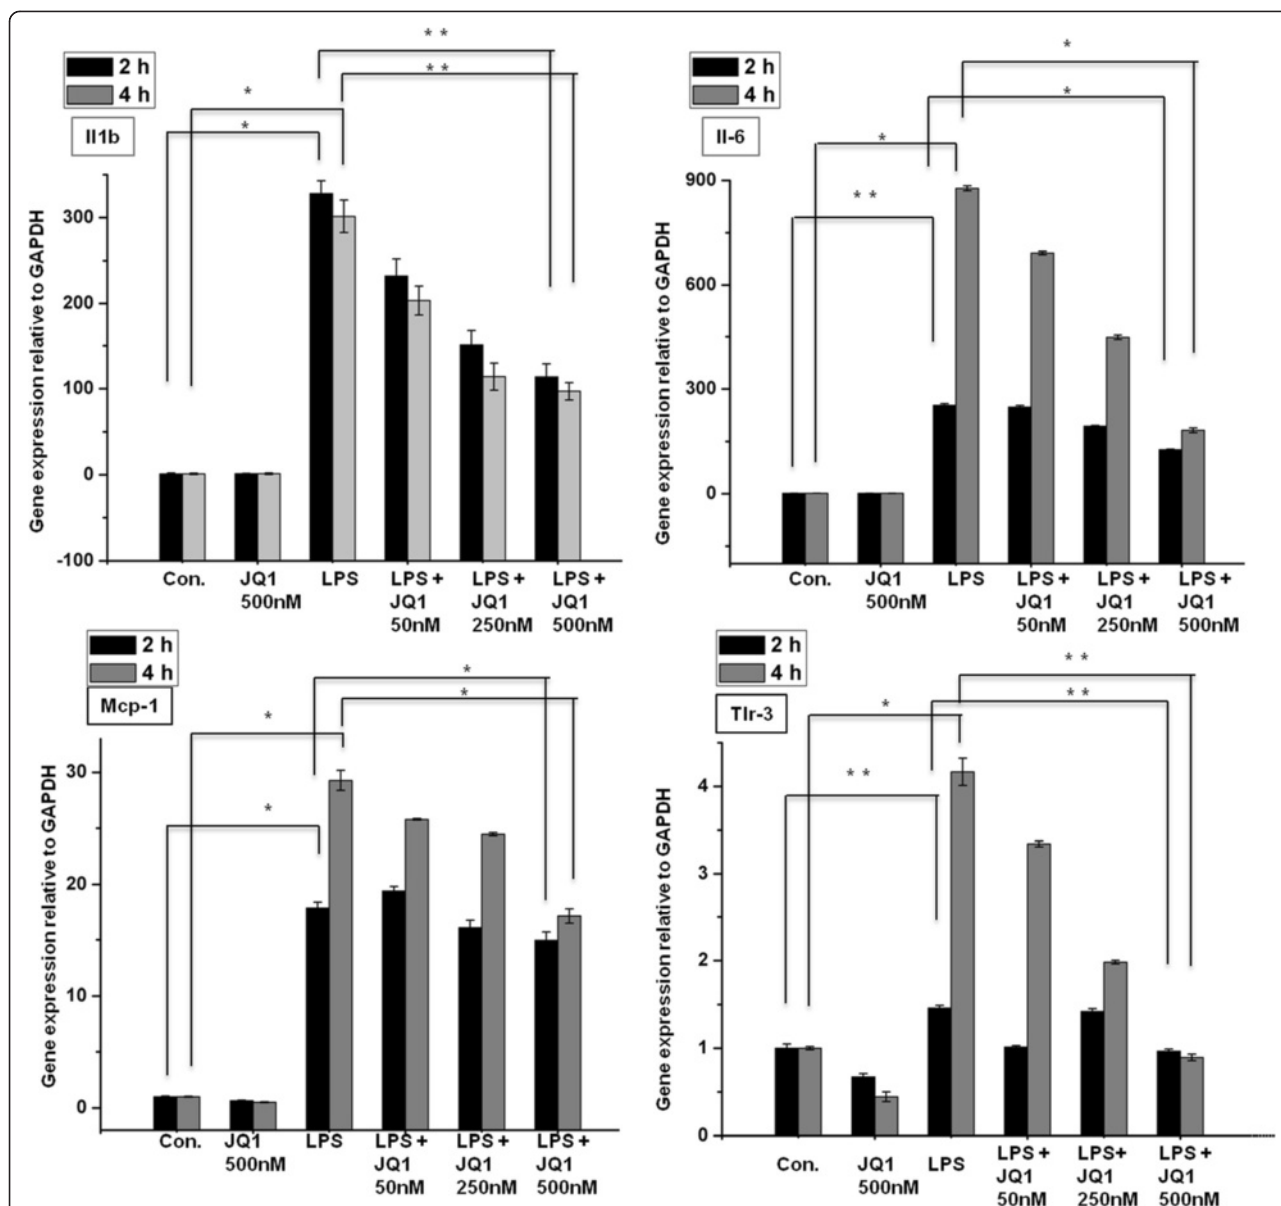 2 h
4 h
Il1b
* *
* *
*
*
Gene expression relative to GAPDH
300
200
100
0
-100
Con.
JQ1
500nM
LPS
LPS +
JQ1
50nM
LPS +
JQ1
250nM
LPS +
JQ1
500nM
2 h
4 h
Il-6
*
*
*
* *
Gene expression relative to GAPDH
900
600
300
0
Con.
JQ1
500nM
LPS
LPS +
JQ1
50nM
LPS +
JQ1
250nM
LPS +
JQ1
500nM
2 h
4 h
Mcp-1
*
*
*
*
Gene expression relative to GAPDH
30
20
10
0
Con.
JQ1
500nM
LPS
LPS +
JQ1
50nM
LPS +
JQ1
250nM
LPS +
JQ1
500nM
2 h
4 h
Tlr-3
* *
* *
*
* *
Gene expression relative to GAPDH
4
3
2
1
0
Con.
JQ1
500nM
LPS
LPS +
JQ1
50nM
LPS+
JQ1
250nM
LPS +
JQ1
500nM